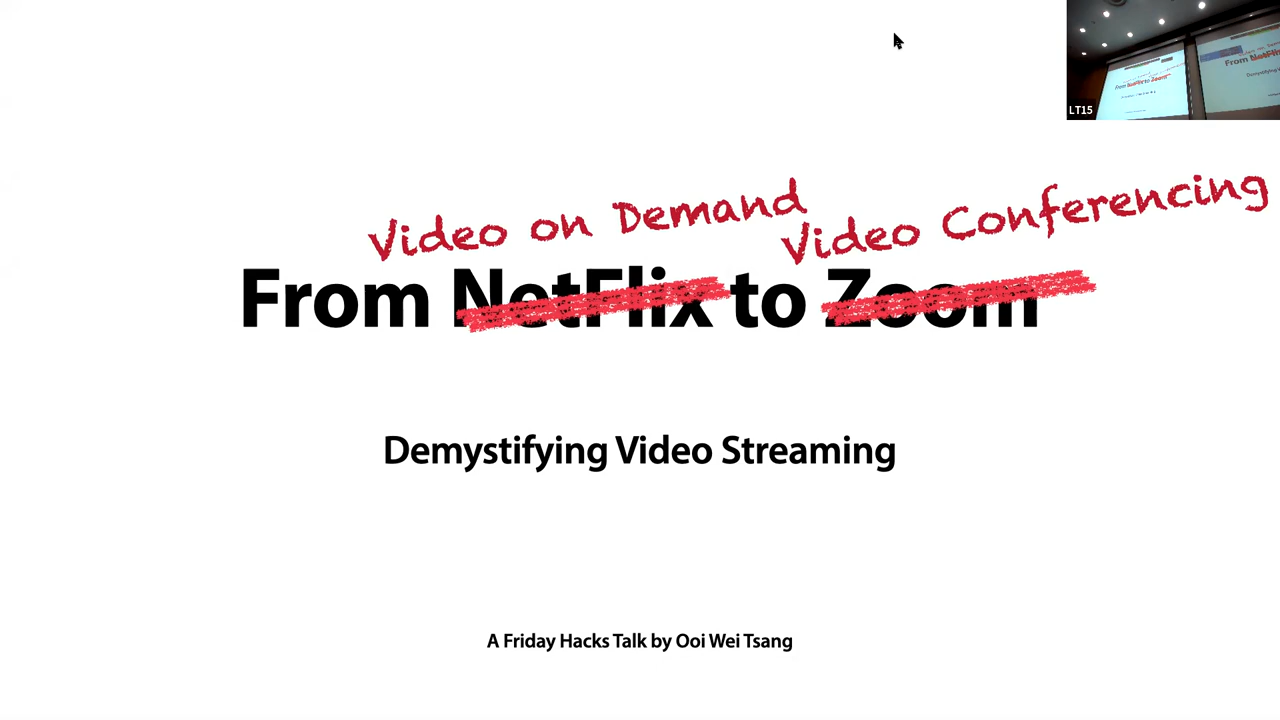 LT15
Video on Demand
Video Conferencing
From NetFlix to Zoom
Demystifying Video Streaming
A Friday Hacks Talk by Ooi Wei Tsang